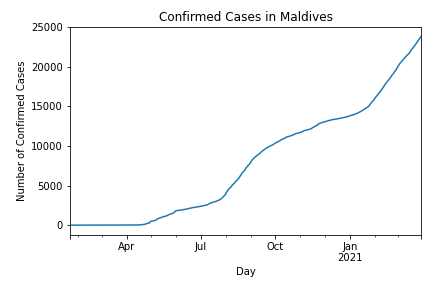 Confirmed Cases in Maldives
Number of Confirmed Cases
25000
20000
15000
10000
5000
0
Apr
Jul
Oct
Jan
2021
Day